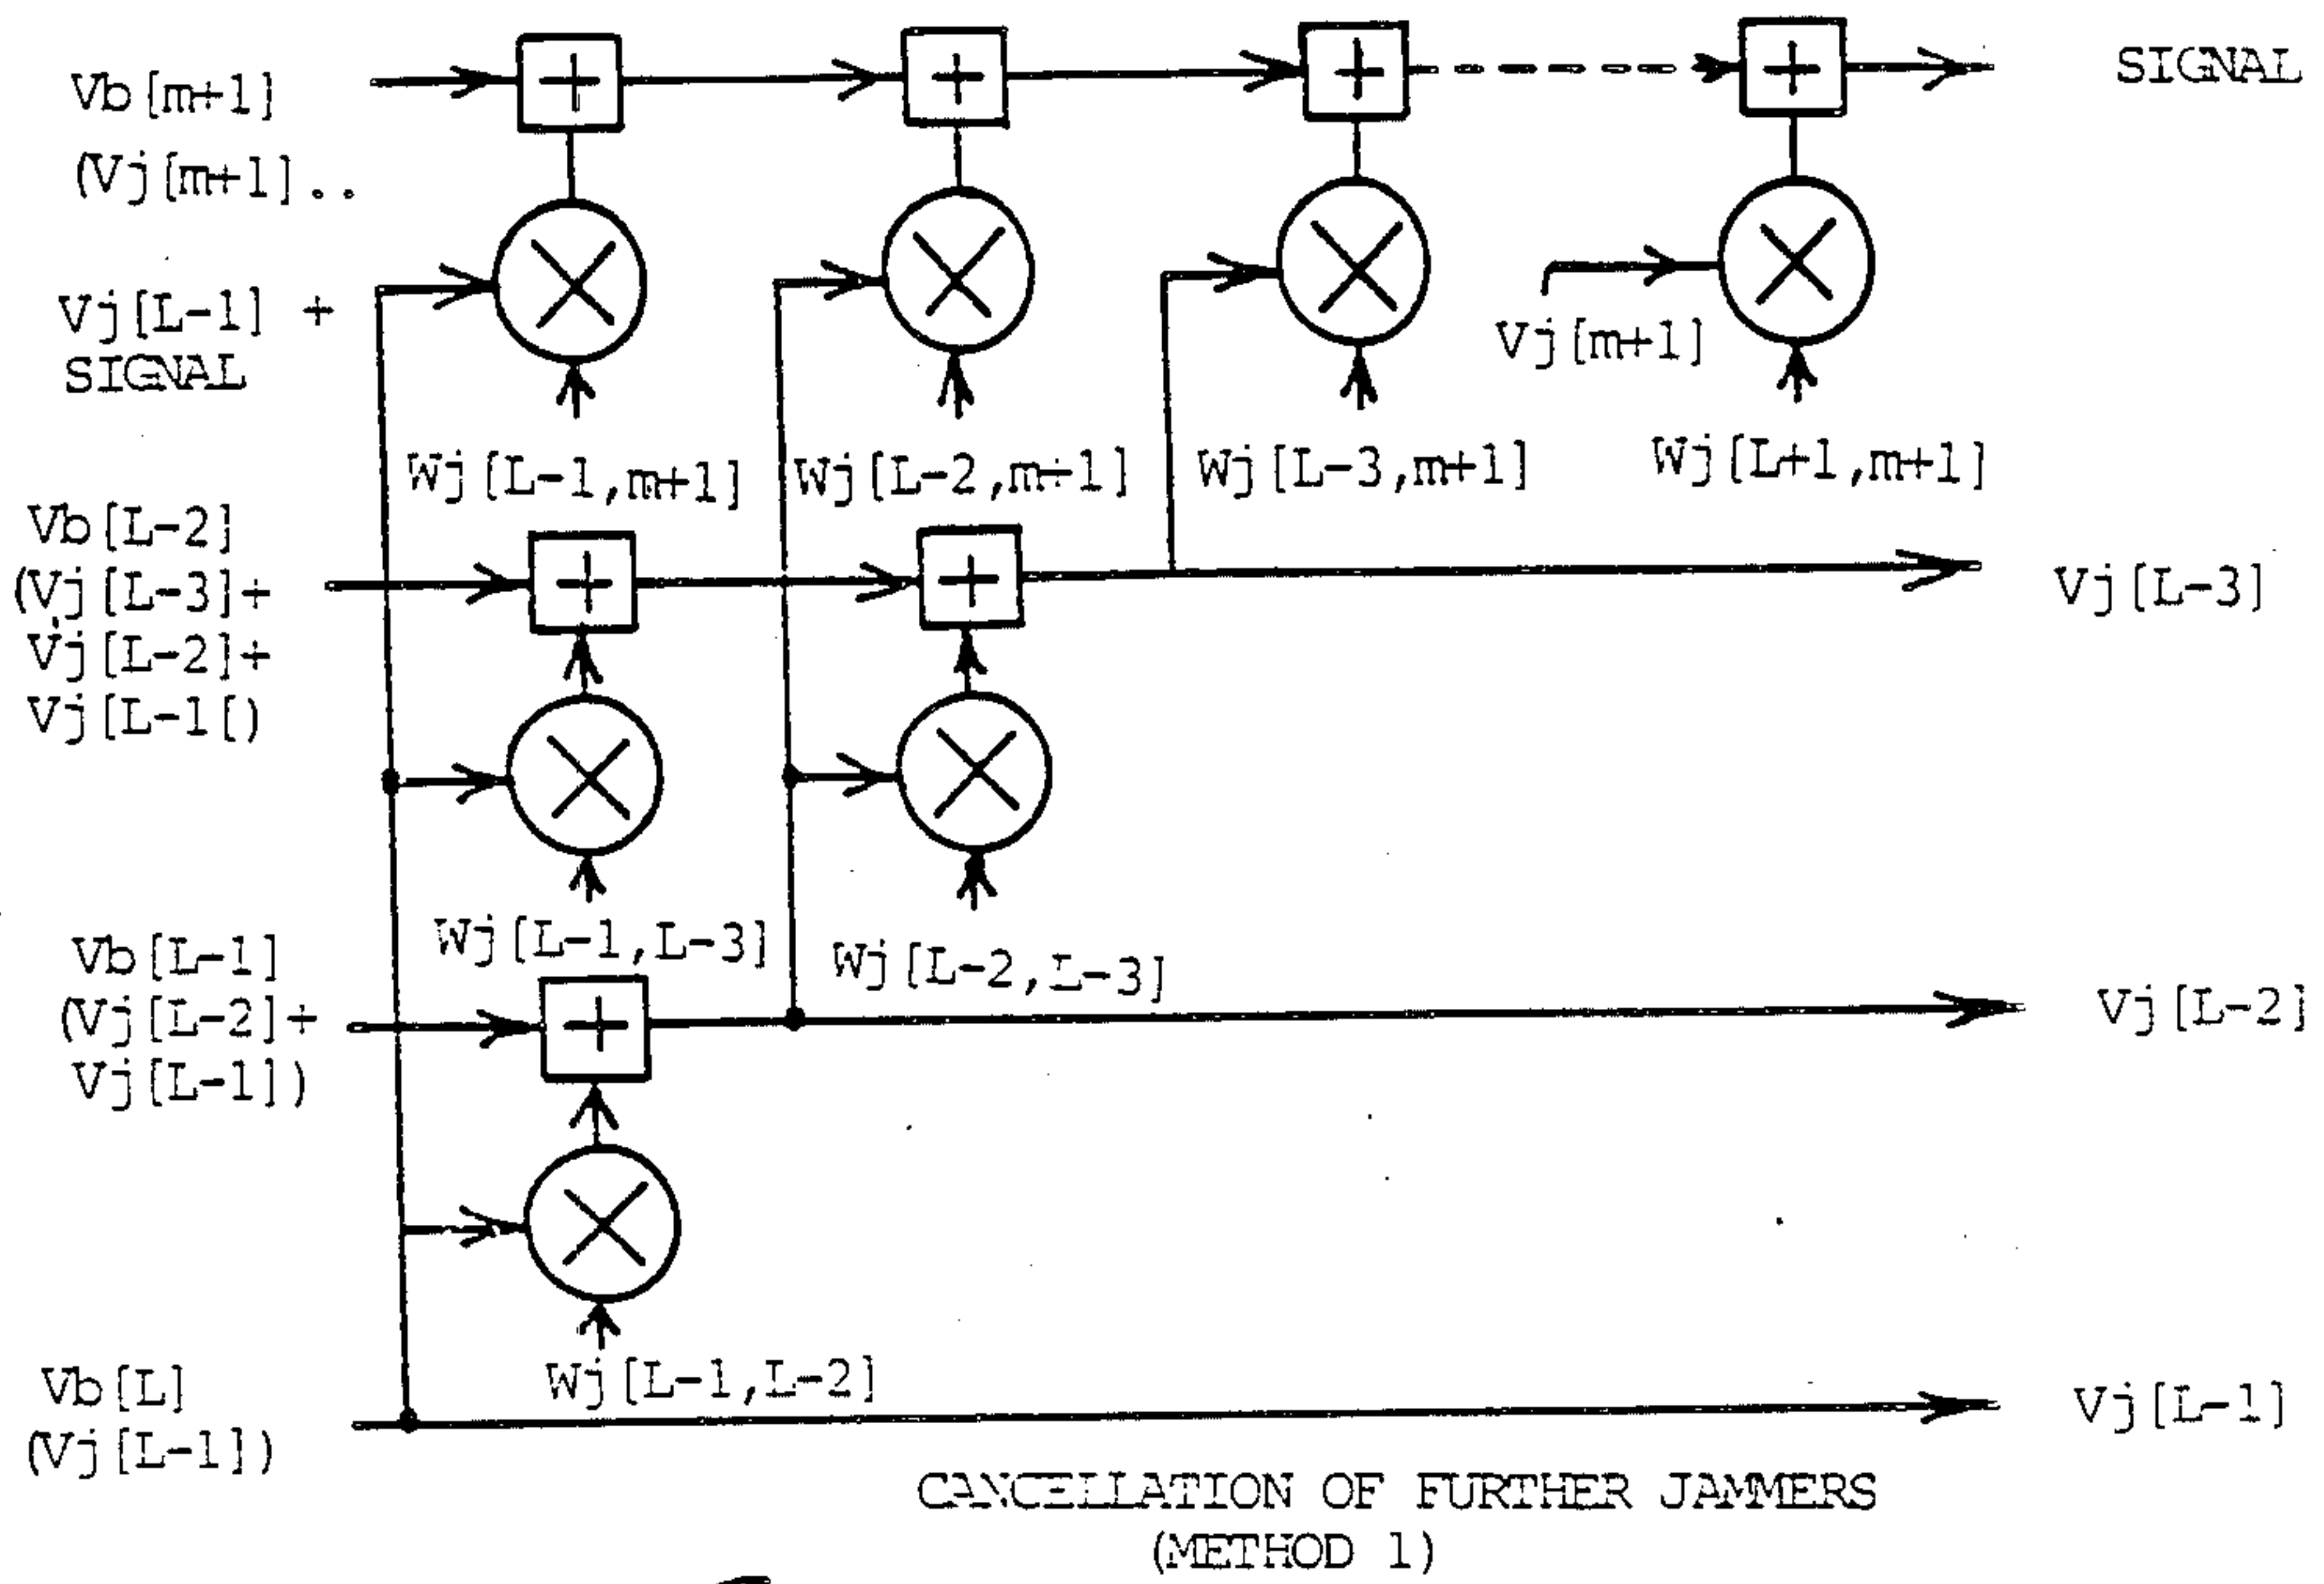 Vb[m+1]
(Vj[m+1]..
Vj[L-1] +
SIGNAL
SIGNAL
Vj[m+1]
Wj[L-1,m+1]
Wj[L-2,m+1]
Wj[L-3,m+1]
Wj[L+1,m+1]
Vb[L-2]
(Vj[L-3]+
Vj[L-2]+
Vj[L-1[)
Vj[L-3]
Wj[L-1,L-3]
Wj[L-2,L-3]
Vb[L-1]
(Vj[L-2]+
Vj[L-1])
Vj[L-2]
Wj[L-1,L-2]
Vb[L]
(Vj[L-1])
Vj[L-1]
CANCELLATION OF FURTHER JAMMERS
(METHOD 1)